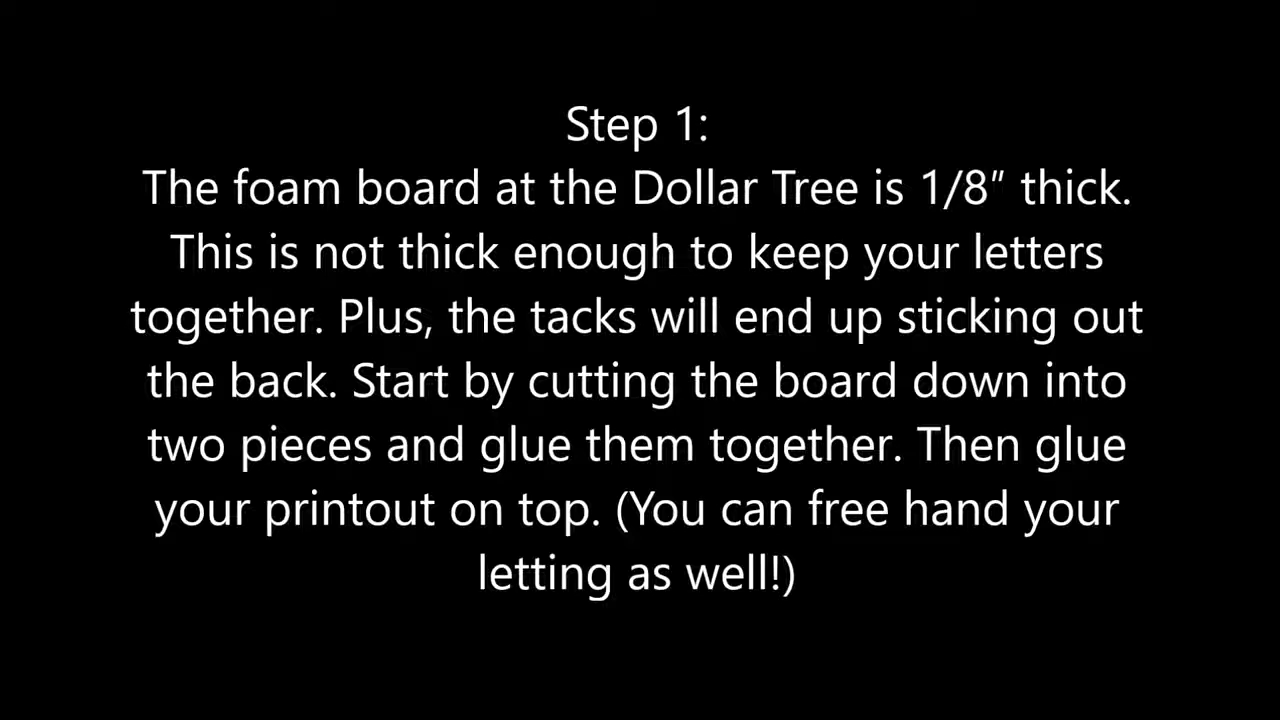 Step 1:
The foam board at the Dollar Tree is 1/8″ thick.
This is not thick enough to keep your letters
together. Plus, the tacks will end up sticking out
the back. Start by cutting the board down into
two pieces and glue them together. Then glue
your printout on top. (You can free hand your
letting as well!)